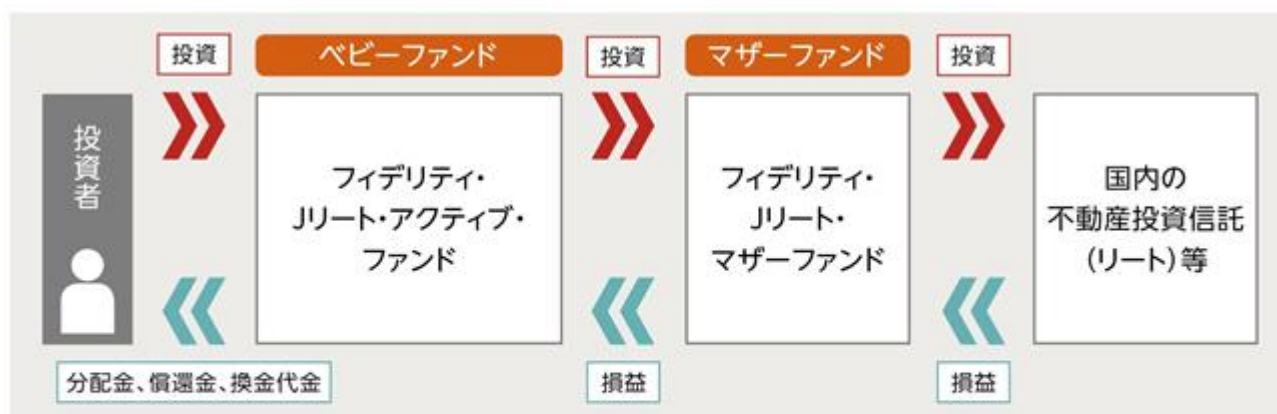 投資
ベビーファンド
投資
マザーファンド
投資
投資者
フィデリティ・
Jリート・アクティブ・
ファンド
フィデリティ・
Jリート・
マザーファンド
国内の
不動産投資信託
(リート)等
分配金、償還金、換金代金
損益
損益